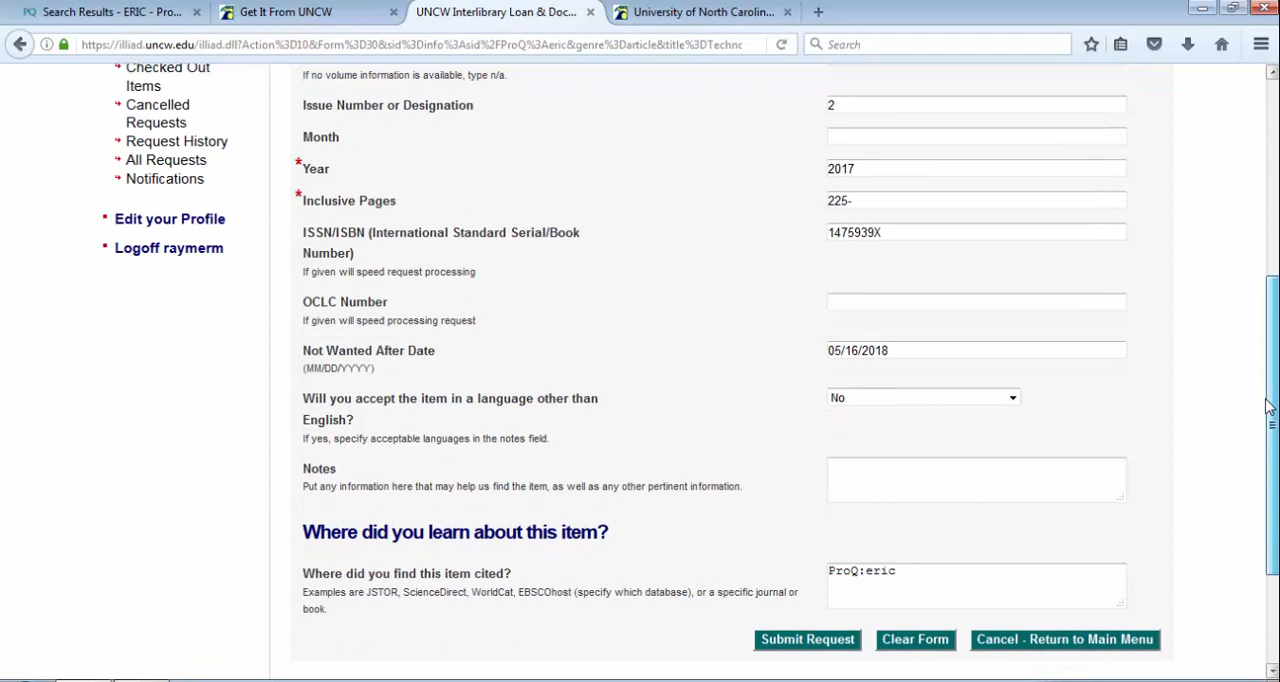 Search Results - ERIC - Pro...
Get It From UNCW
UNCW Interlibrary Loan & Doc...
University of North Carolin...
https://illiad.uncw.edu/illiad.dll?Action%3D10&Form%3D30&sid%3Dinfo%3Asid%2FProQ%3Aeric&genre%3Darticle&title%3DTechnc
Search
Checked Out
Items
Cancelled
Requests
Request History
All Requests
Notifications
Edit your Profile
Logoff raymerm
If no volume information is available, type n/a.
Issue Number or Designation
2
Month
*Year
2017
*Inclusive Pages
225-
ISSN/ISBN (International Standard Serial/Book
Number)
1475939X
If given will speed request processing
OCLC Number
If given will speed processing request
Not Wanted After Date
05/16/2018
(MM/DD/YYYY)
Will you accept the item in a language other than
English?
No
If yes, specify acceptable languages in the notes field.
Notes
Put any information here that may help us find the item, as well as any other pertinent information.
Where did you learn about this item?
Where did you find this item cited?
ProQ:eric
Examples are JSTOR, ScienceDirect, WorldCat, EBSCOhost (specify which database), or a specific journal or
book.
Submit Request
Clear Form
Cancel - Return to Main Menu